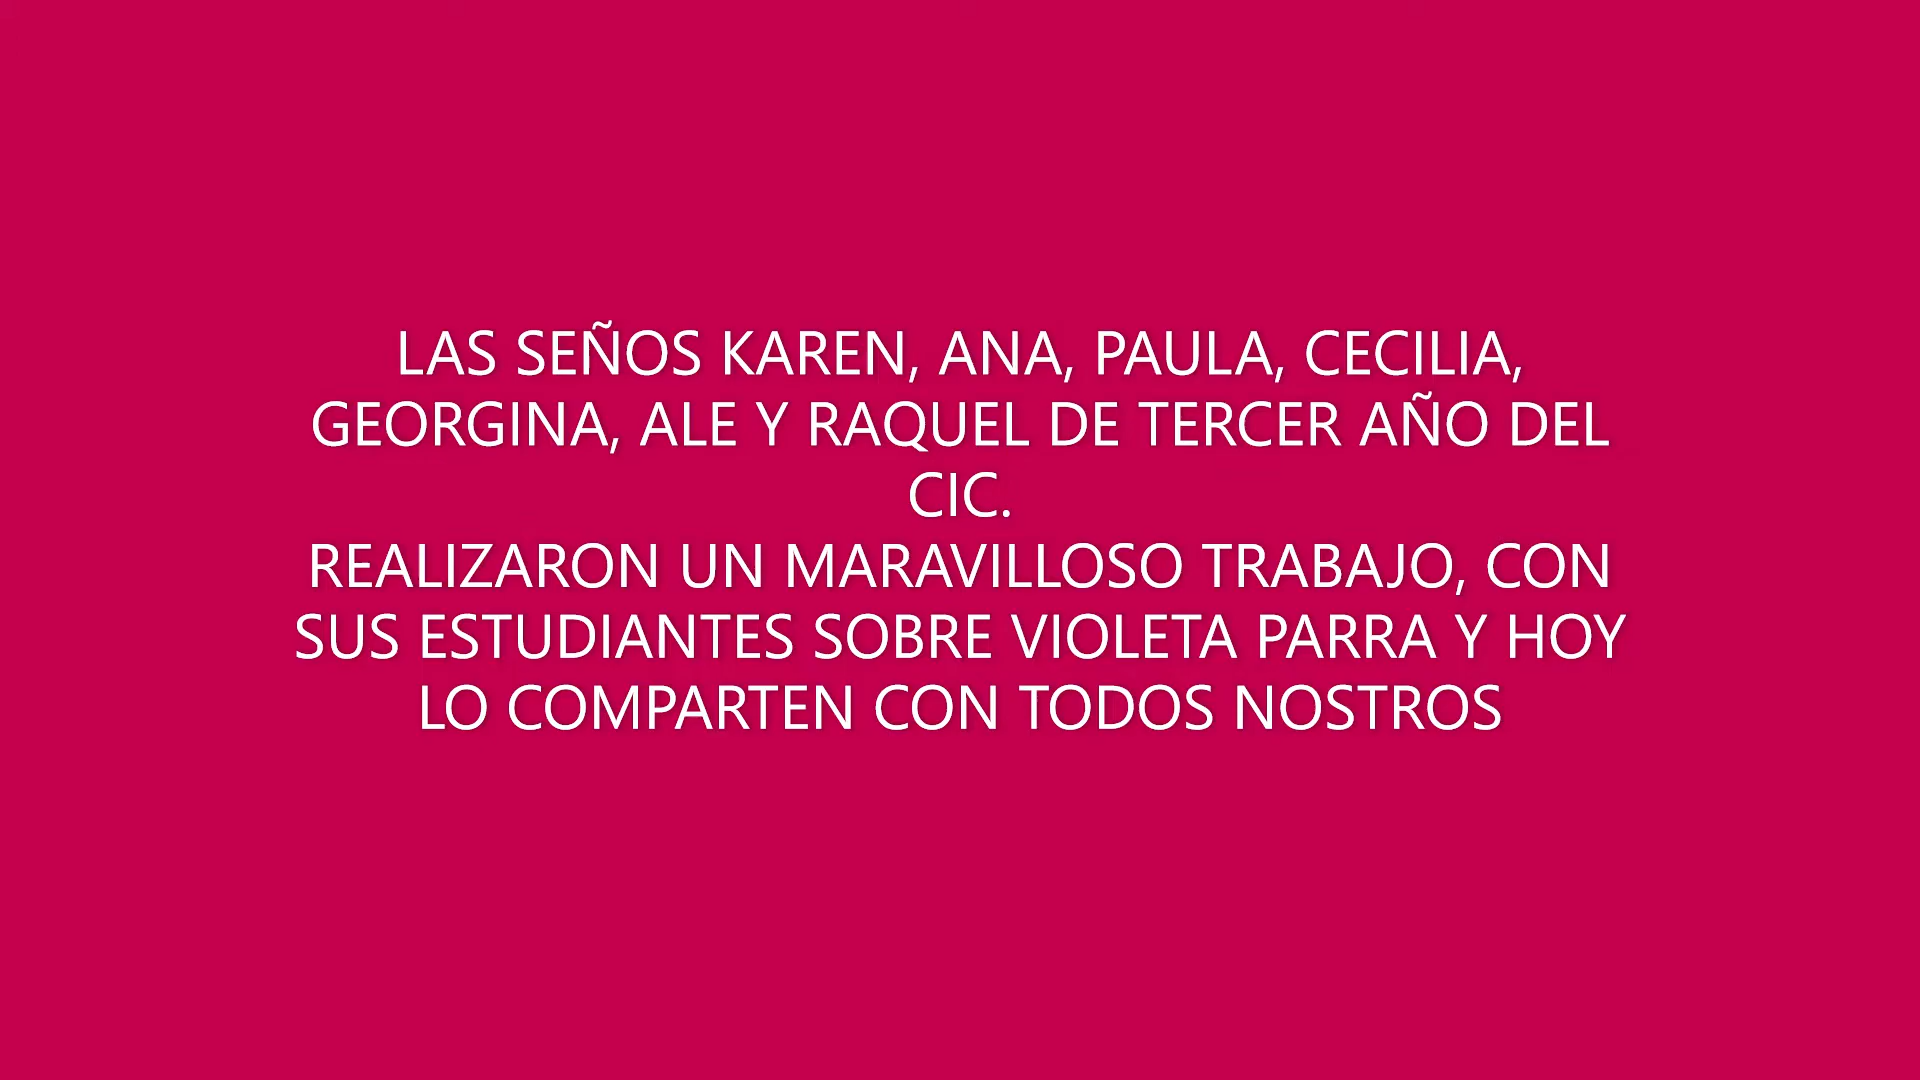 LAS SEÑOS KAREN, ANA, PAULA, CECILIA,
GEORGINA, ALE Y RAQUEL DE TERCER AÑO DEL
CIC.
REALIZARON UN MARAVILLOSO TRABAJO, CON
SUS ESTUDIANTES SOBRE VIOLETA PARRA Y HOY
LO COMPARTEN CON TODOS NOSTROS